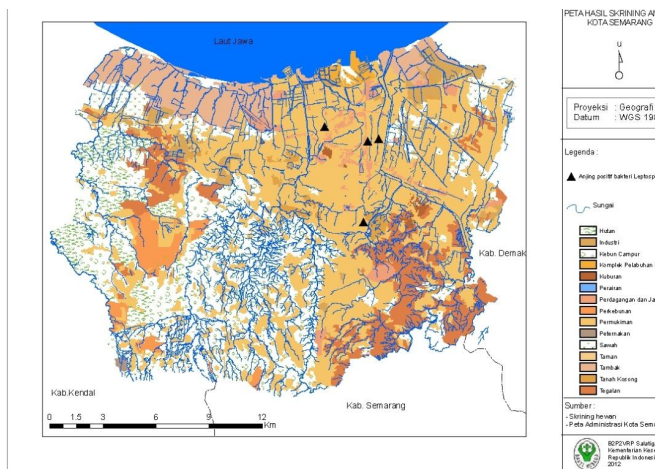 PETA HASIL SKRINING
KOTA SEMARANG
u
Proyeksi : Geografi
Datum : WGS 198
Legenda :
Anjing positif bakteri Leptosp
Sungai
Hutan
Industri
Kebun Campur
Komplek Pelabuhan
Kuburan
Perairan
Perdagangan dan Ja
Perkebunan
Permukiman
Peternakan
Sawah
Taman
Tambak
Tanah Kosong
Tegalan
Sumber :
- Skrining hewan
- Peta Administrasi Kota Sem
B2P2VRP Salatig
Kementerian Kes
Republik Indones
2012
Laut Jawa
Kab. Demak
Kab.Kendal
Kab. Semarang
0 1.5 3 6 9 12
Km